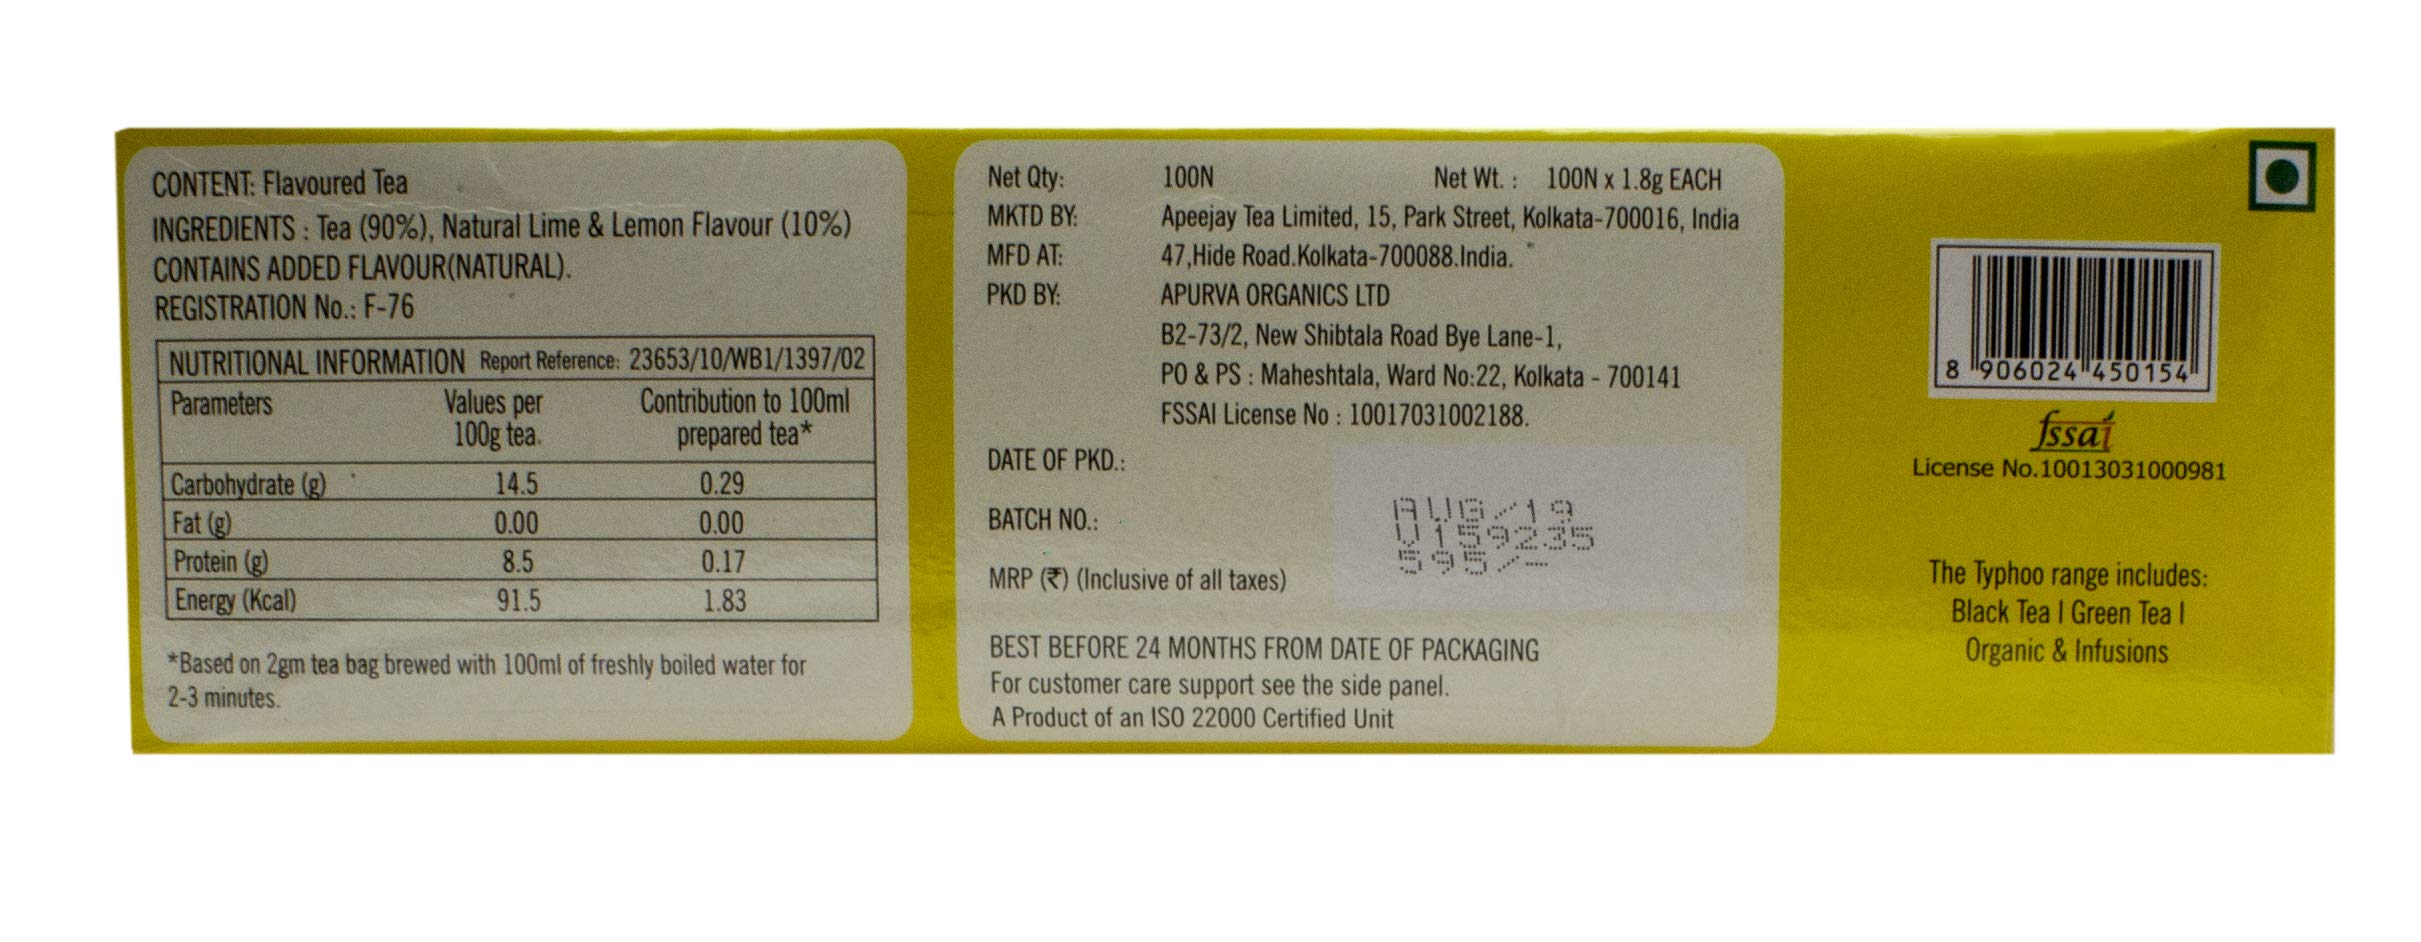 CONTENT: Flavoured Tea
INGREDIENTS : Tea (90%), Natural Lime & Lemon Flavour (10%)
CONTAINS ADDED FLAVOUR(NATURAL).
REGISTRATION No.: F-76
NUTRITIONAL INFORMATION Report Reference: 23653/10/WB1/1397/02
Parameters Values per 100g tea. Contribution to 100ml prepared tea*
Carbohydrate (g) 14.5 0.29
Fat (g) 0.00 0.00
Protein (g) 8.5 0.17
Energy (Kcal) 91.5 1.83
*Based on 2gm tea bag brewed with 100ml of freshly boiled water for
2-3 minutes.
Net Qty: 100N Net Wt. : 100N x 1.8g EACH
MKTD BY: Apeejay Tea Limited, 15, Park Street, Kolkata-700016, India
MFD AT: 47,Hide Road.Kolkata-700088.India.
PKD BY: APURVA ORGANICS LTD
B2-73/2, New Shibtala Road Bye Lane-1,
PO & PS : Maheshtala, Ward No:22, Kolkata - 700141
FSSAI License No : 10017031002188.
DATE OF PKD.: AUG/19
BATCH NO.: V159235
MRP (₹) (Inclusive of all taxes) 595/-
BEST BEFORE 24 MONTHS FROM DATE OF PACKAGING
For customer care support see the side panel.
A Product of an ISO 22000 Certified Unit
8 906024 450154
fssai
License No.10013031000981
The Typhoo range includes:
Black Tea I Green Tea I
Organic & Infusions